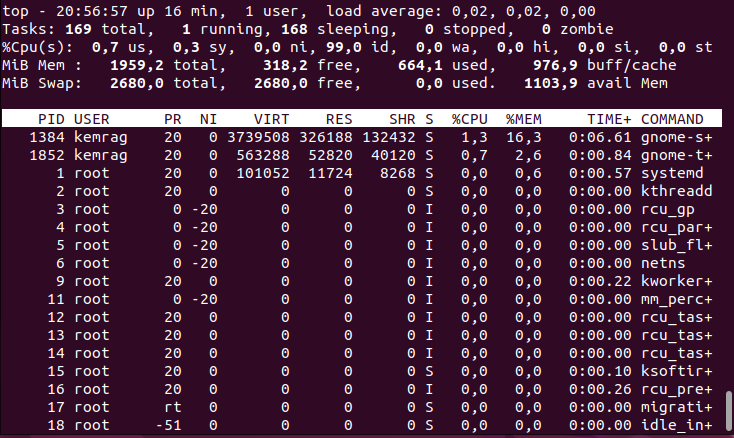 top - 20:56:57 up 16 min,  1 user,  load average: 0,02, 0,02, 0,00
Tasks: 169 total,   1 running, 168 sleeping,   0 stopped,   0 zombie
%Cpu(s):  0,7 us,  0,3 sy,  0,0 ni, 99,0 id,  0,0 wa,  0,0 hi,  0,0 si,  0,0 st
MiB Mem :   1959,2 total,    318,2 free,    664,1 used,    976,9 buff/cache
MiB Swap:   2680,0 total,   2680,0 free,      0,0 used.   1103,9 avail Mem
PID USER      PR  NI    VIRT    RES    SHR S  %CPU  %MEM     TIME+ COMMAND
1384 kemrag    20   0 3739508 326188 132432 S   1,3  16,3   0:06.61 gnome-s+
1852 kemrag    20   0  563288  52820  40120 S   0,7   2,6   0:00.84 gnome-t+
1 root      20   0  101052  11724   8268 S   0,0   0,6   0:00.57 systemd
2 root      20   0       0      0      0 S   0,0   0,0   0:00.00 kthreadd
3 root       0 -20       0      0      0 I   0,0   0,0   0:00.00 rcu_gp
4 root       0 -20       0      0      0 I   0,0   0,0   0:00.00 rcu_par+
5 root       0 -20       0      0      0 I   0,0   0,0   0:00.00 slub_fl+
6 root       0 -20       0      0      0 I   0,0   0,0   0:00.00 netns
9 root      20   0       0      0      0 I   0,0   0,0   0:00.22 kworker+
11 root       0 -20       0      0      0 I   0,0   0,0   0:00.00 mm_perc+
12 root      20   0       0      0      0 I   0,0   0,0   0:00.00 rcu_tas+
13 root      20   0       0      0      0 I   0,0   0,0   0:00.00 rcu_tas+
14 root      20   0       0      0      0 I   0,0   0,0   0:00.00 rcu_tas+
15 root      20   0       0      0      0 S   0,0   0,0   0:00.10 ksoftir+
16 root      20   0       0      0      0 I   0,0   0,0   0:00.26 rcu_pre+
17 root      rt   0       0      0      0 S   0,0   0,0   0:00.00 migrati+
18 root     -51   0       0      0      0 S   0,0   0,0   0:00.00 idle_in+